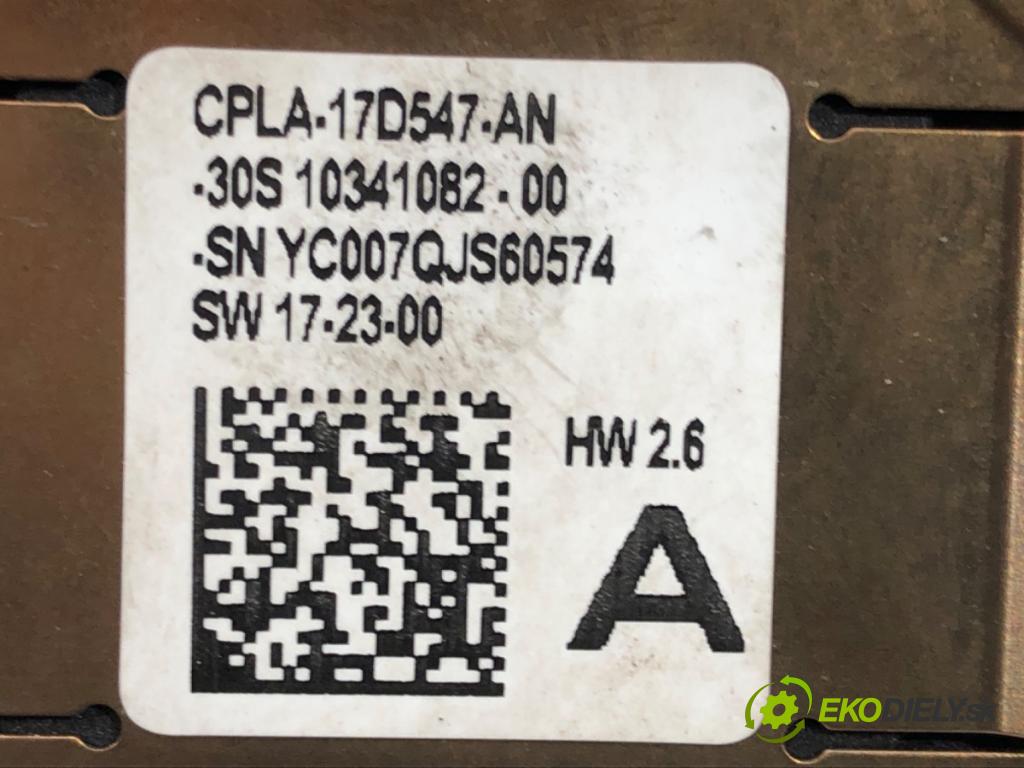 CPLA-17D547-AN
-30S 10341082-00
-SN YC007QJS60574
SW 17-23-00
HW 2.6
A
EKODIELY.sk